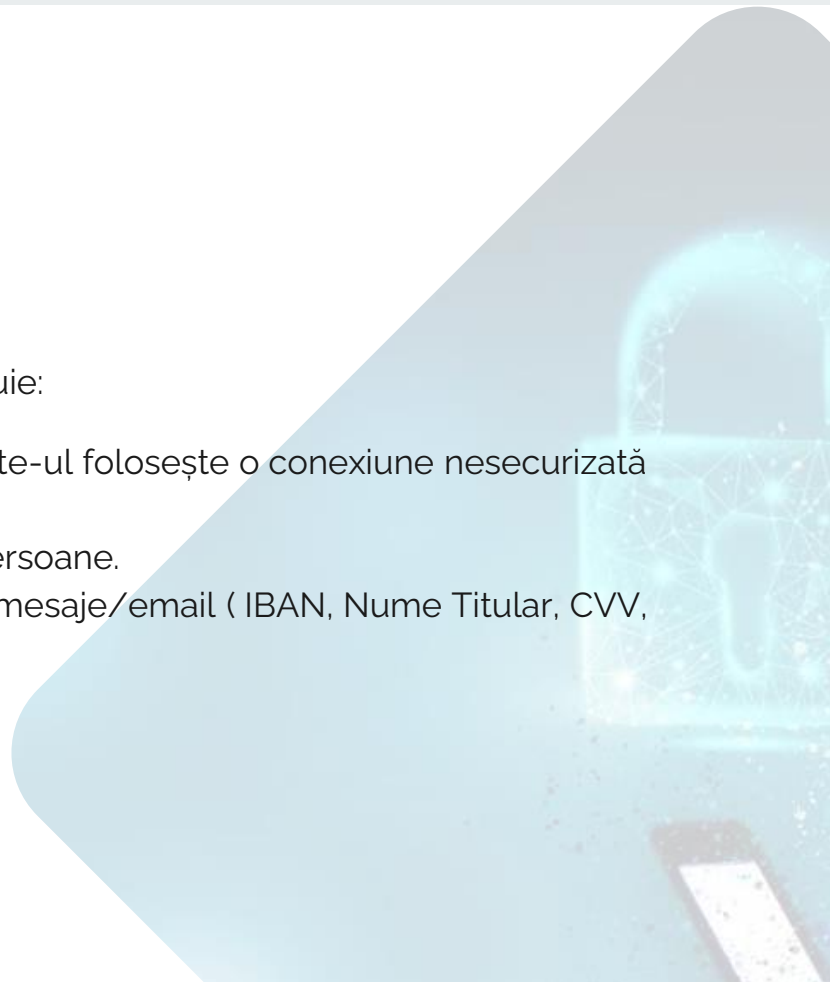 uie:
te-ul folosește o conexiune nesecurizată
ersoane.
mesaje/email ( IBAN, Nume Titular, CVV,